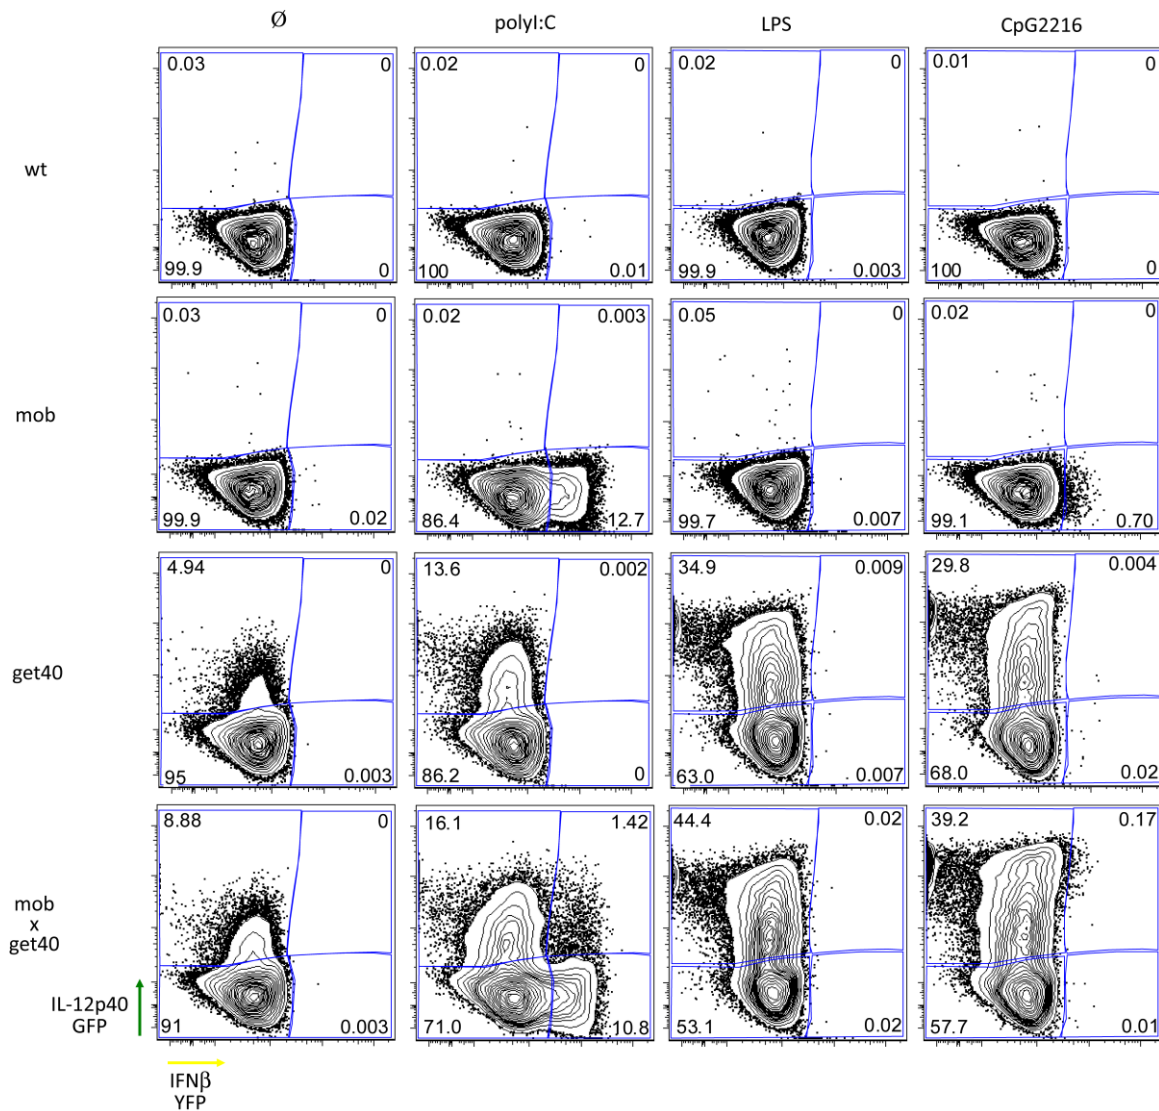 Ø polyI:C LPS CpG2216
wt
0.03 0 0.02 0 0.02 0 0.01 0
99.9 0 100 0.01 99.9 0.003 100 0
mob
0.03 0 0.02 0.003 0.05 0 0.02 0
99.9 0.02 86.4 12.7 99.7 0.007 99.1 0.70
get40
4.94 0 13.6 0.002 34.9 0.009 29.8 0.004
95 0.003 86.2 0 63.0 0.007 68.0 0.02
mob
x
get40
8.88 0 16.1 1.42 44.4 0.02 39.2 0.17
91 0.003 71.0 10.8 53.1 0.02 57.7 0.01
IL-12p40
GFP
IFNβ
YFP